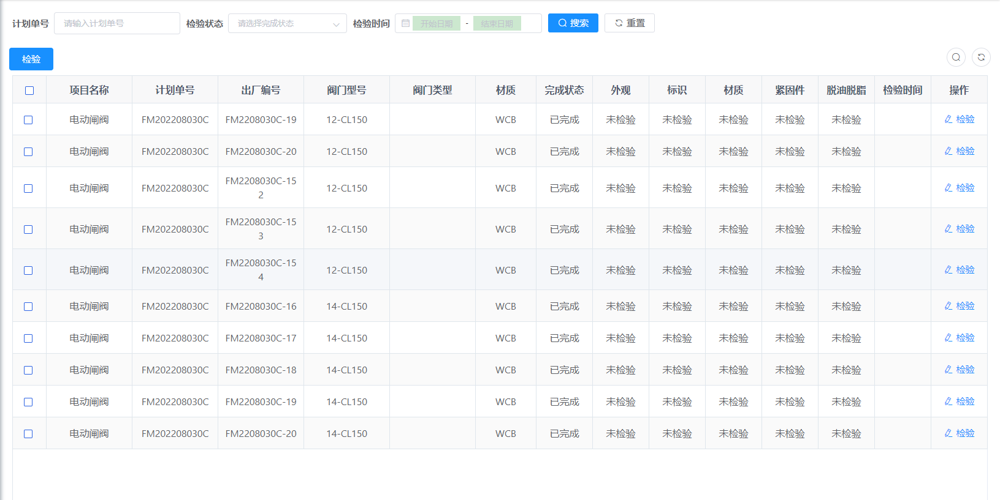 计划单号 请输入计划单号 检验状态 请选择完成状态 检验时间 开始日期 - 结束日期 搜索 重置
检验
项目名称 计划单号 出厂编号 阀门型号 阀门类型 材质 完成状态 外观 标识 材质 紧固件 脱油脱脂 检验时间 操作
电动闸阀 FM202208030C FM2208030C-19 12-CL150 WCB 已完成 未检验 未检验 未检验 未检验 未检验 检验
电动闸阀 FM202208030C FM2208030C-20 12-CL150 WCB 已完成 未检验 未检验 未检验 未检验 未检验 检验
电动闸阀 FM202208030C FM2208030C-15
2 12-CL150 WCB 已完成 未检验 未检验 未检验 未检验 未检验 检验
电动闸阀 FM202208030C FM2208030C-15
3 12-CL150 WCB 已完成 未检验 未检验 未检验 未检验 未检验 检验
电动闸阀 FM202208030C FM2208030C-15
4 12-CL150 WCB 已完成 未检验 未检验 未检验 未检验 未检验 检验
电动闸阀 FM202208030C FM2208030C-16 14-CL150 WCB 已完成 未检验 未检验 未检验 未检验 未检验 检验
电动闸阀 FM202208030C FM2208030C-17 14-CL150 WCB 已完成 未检验 未检验 未检验 未检验 未检验 检验
电动闸阀 FM202208030C FM2208030C-18 14-CL150 WCB 已完成 未检验 未检验 未检验 未检验 未检验 检验
电动闸阀 FM202208030C FM2208030C-19 14-CL150 WCB 已完成 未检验 未检验 未检验 未检验 未检验 检验
电动闸阀 FM202208030C FM2208030C-20 14-CL150 WCB 已完成 未检验 未检验 未检验 未检验 未检验 检验